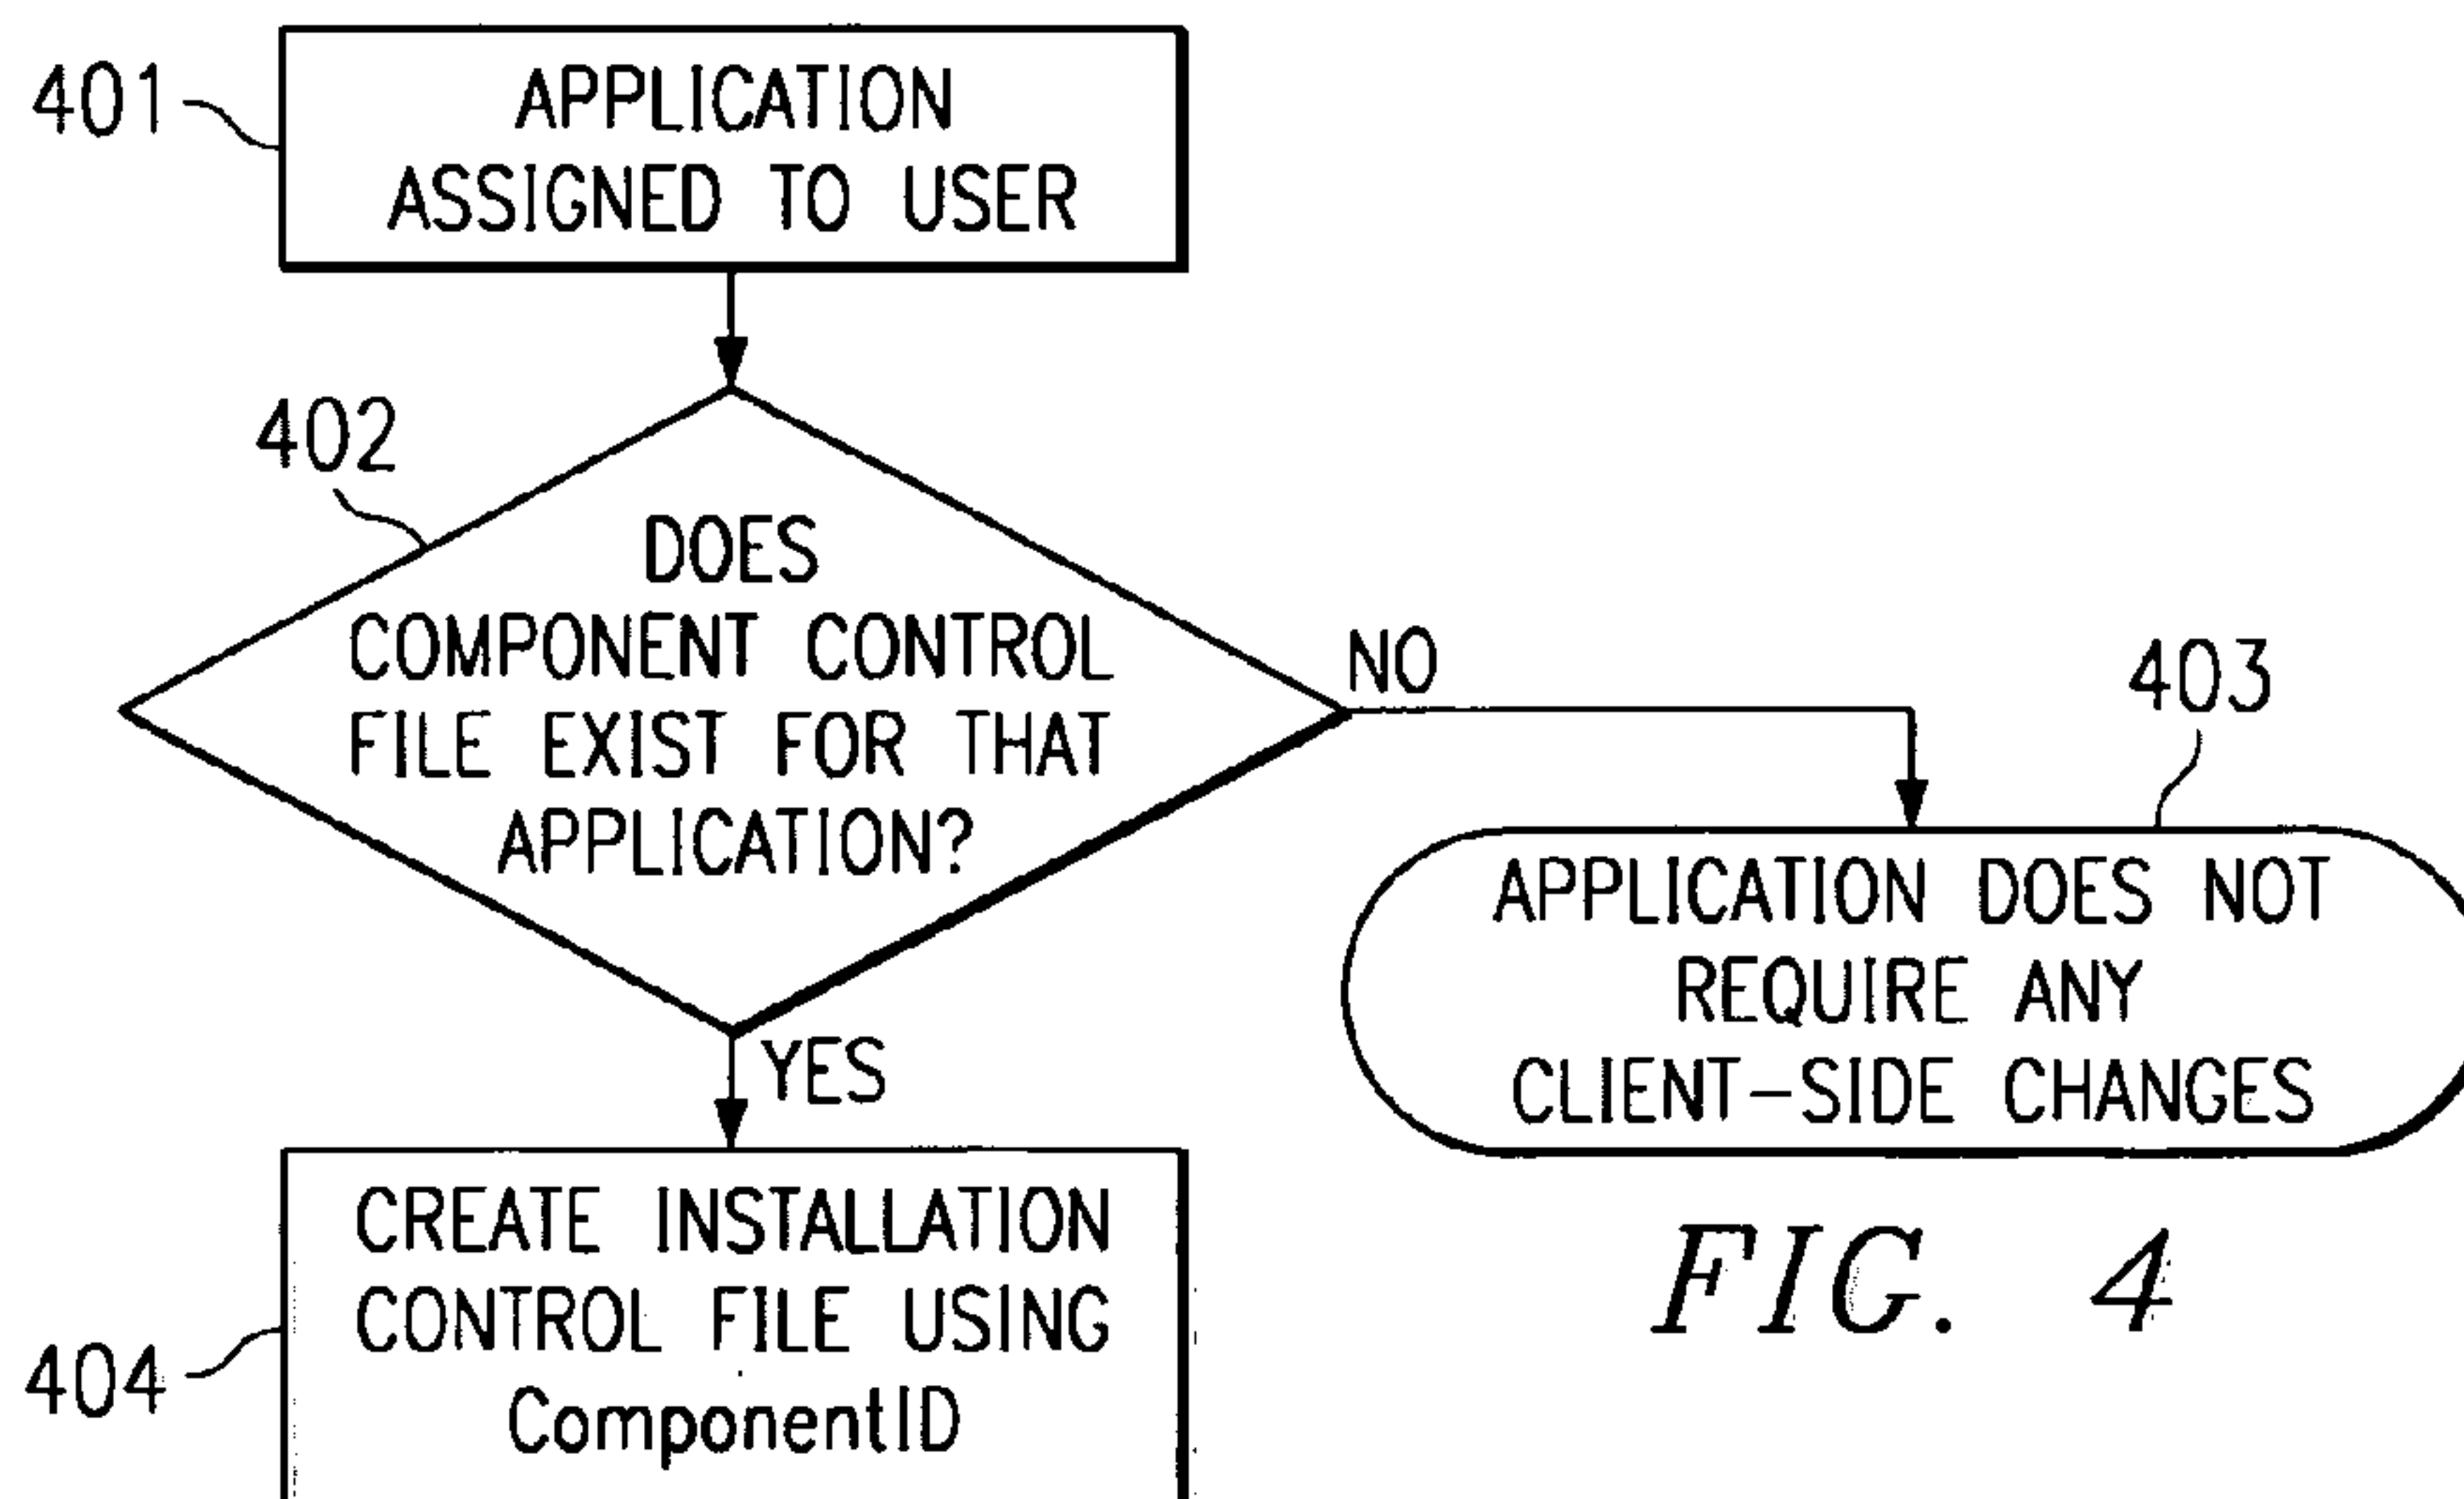 401
APPLICATION
ASSIGNED TO USER
402
DOES
COMPONENT CONTROL
FILE EXIST FOR THAT
APPLICATION?
NO
403
APPLICATION DOES NOT
REQUIRE ANY
CLIENT-SIDE CHANGES
YES
404
CREATE INSTALLATION
CONTROL FILE USING
ComponentID
FIG. 4